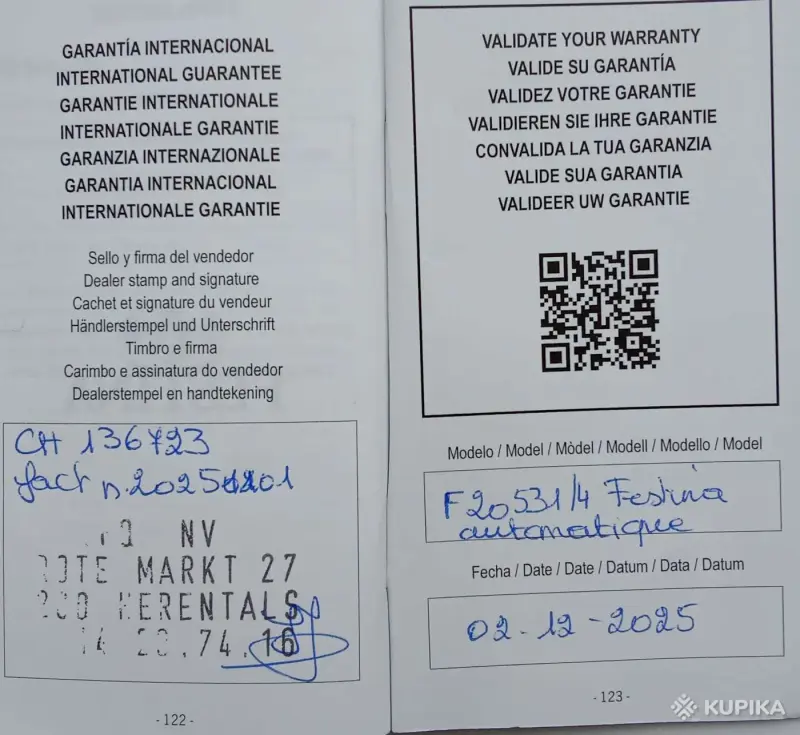 GARANTÍA INTERNACIONAL
INTERNATIONAL GUARANTEE
GARANTIE INTERNATIONALE
INTERNATIONALE GARANTIE
GARANZIA INTERNAZIONALE
GARANTIA INTERNACIONAL
INTERNATIONALE GARANTIE
Sello y firma del vendedor
Dealer stamp and signature
Cachet et signature du vendeur
Händlerstempel und Unterschrift
Timbro e firma
Carimbo e assinatura do vendedor
Dealerstempel en handtekening
CH 136723
fact n.
NV
MARKT 27
HERENTALS
.74.16
- 122 -
VALIDATE YOUR WARRANTY
VALIDE SU GARANTÍA
VALIDEZ VOTRE GARANTIE
VALIDIEREN SIE IHRE GARANTIE
CONVALIDA LA TUA GARANZIA
VALIDE SUA GARANTIA
VALIDEER UW GARANTIE
Modelo / Model / Mòdel / Modell / Modello / Model
F20531/4 Festina
automatique
Fecha / Date / Date / Datum / Data / Datum
02-12-2025
- 123 -
KUPIKA